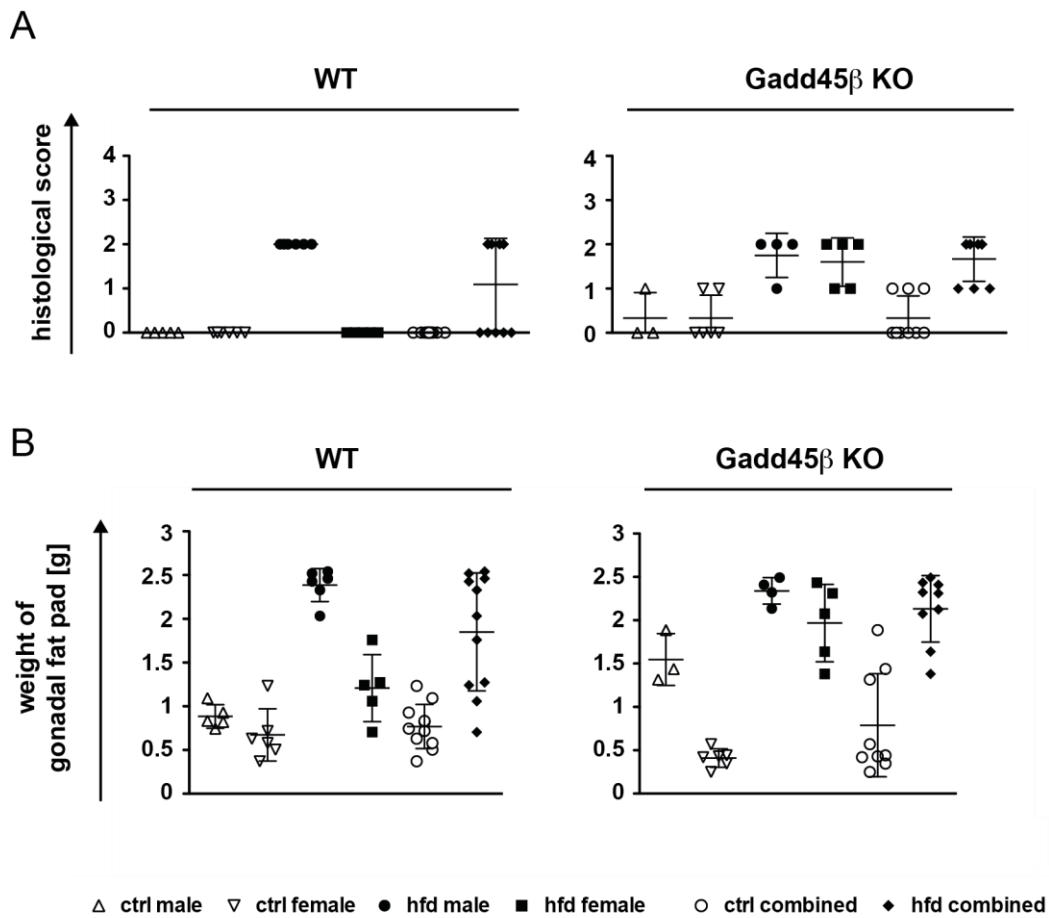 A
WT
Gadd45β KO
histological score
4
3
2
1
0
4
3
2
1
0
B
WT
Gadd45β KO
weight of
gonadal fat pad [g]
3
2.5
2
1.5
1
0.5
0
3
2.5
2
1.5
1
0.5
0
ctrl male ctrl female hfd male hfd female ctrl combined hfd combined